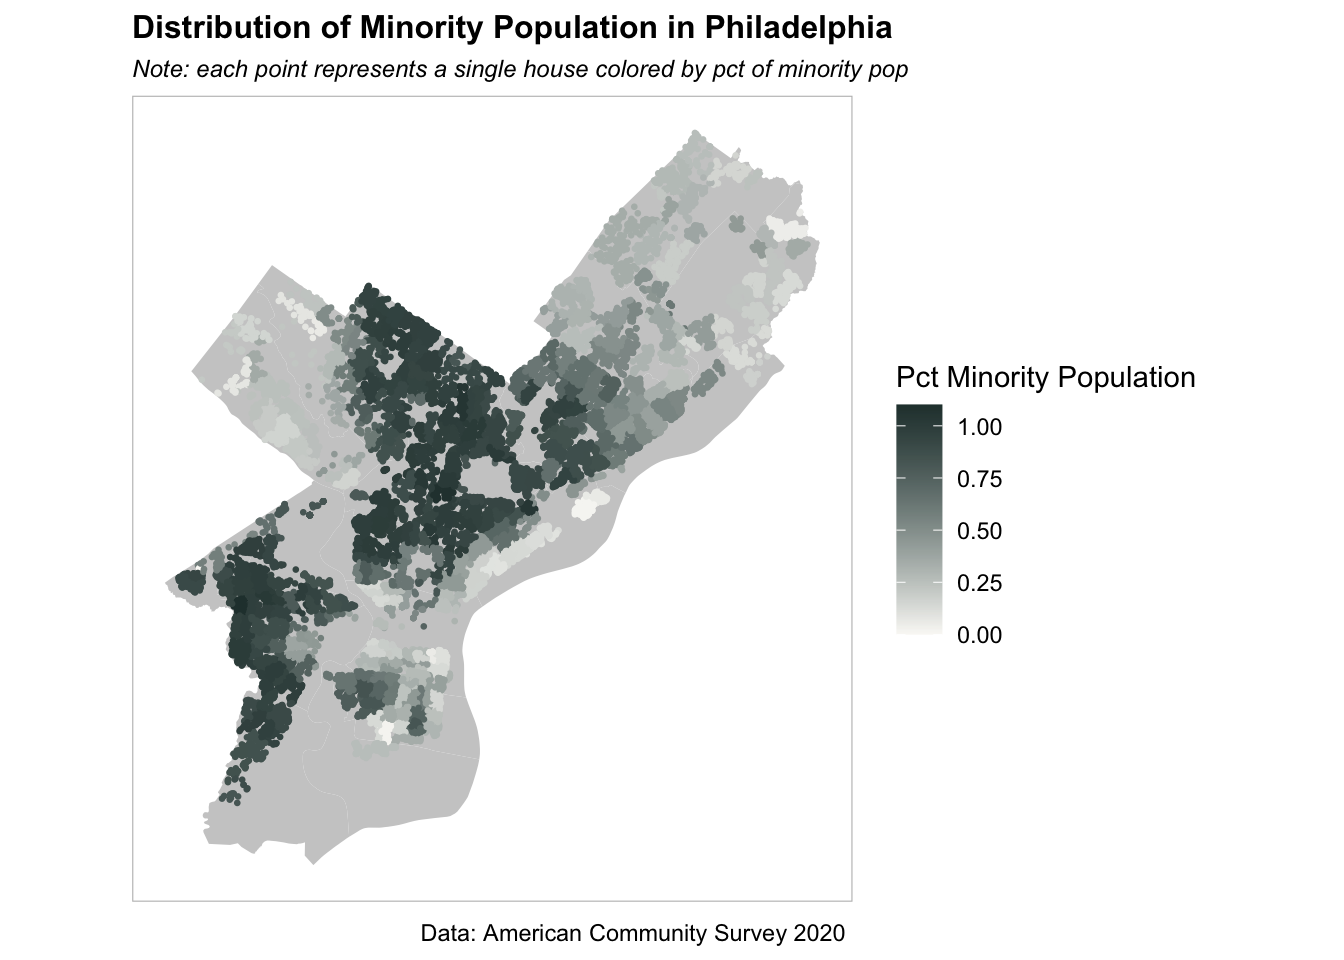 Distribution of Minority Population in Philadelphia
Note: each point represents a single house colored by pct of minority pop
Pct Minority Population
1.00
0.75
0.50
0.25
0.00
Data: American Community Survey 2020